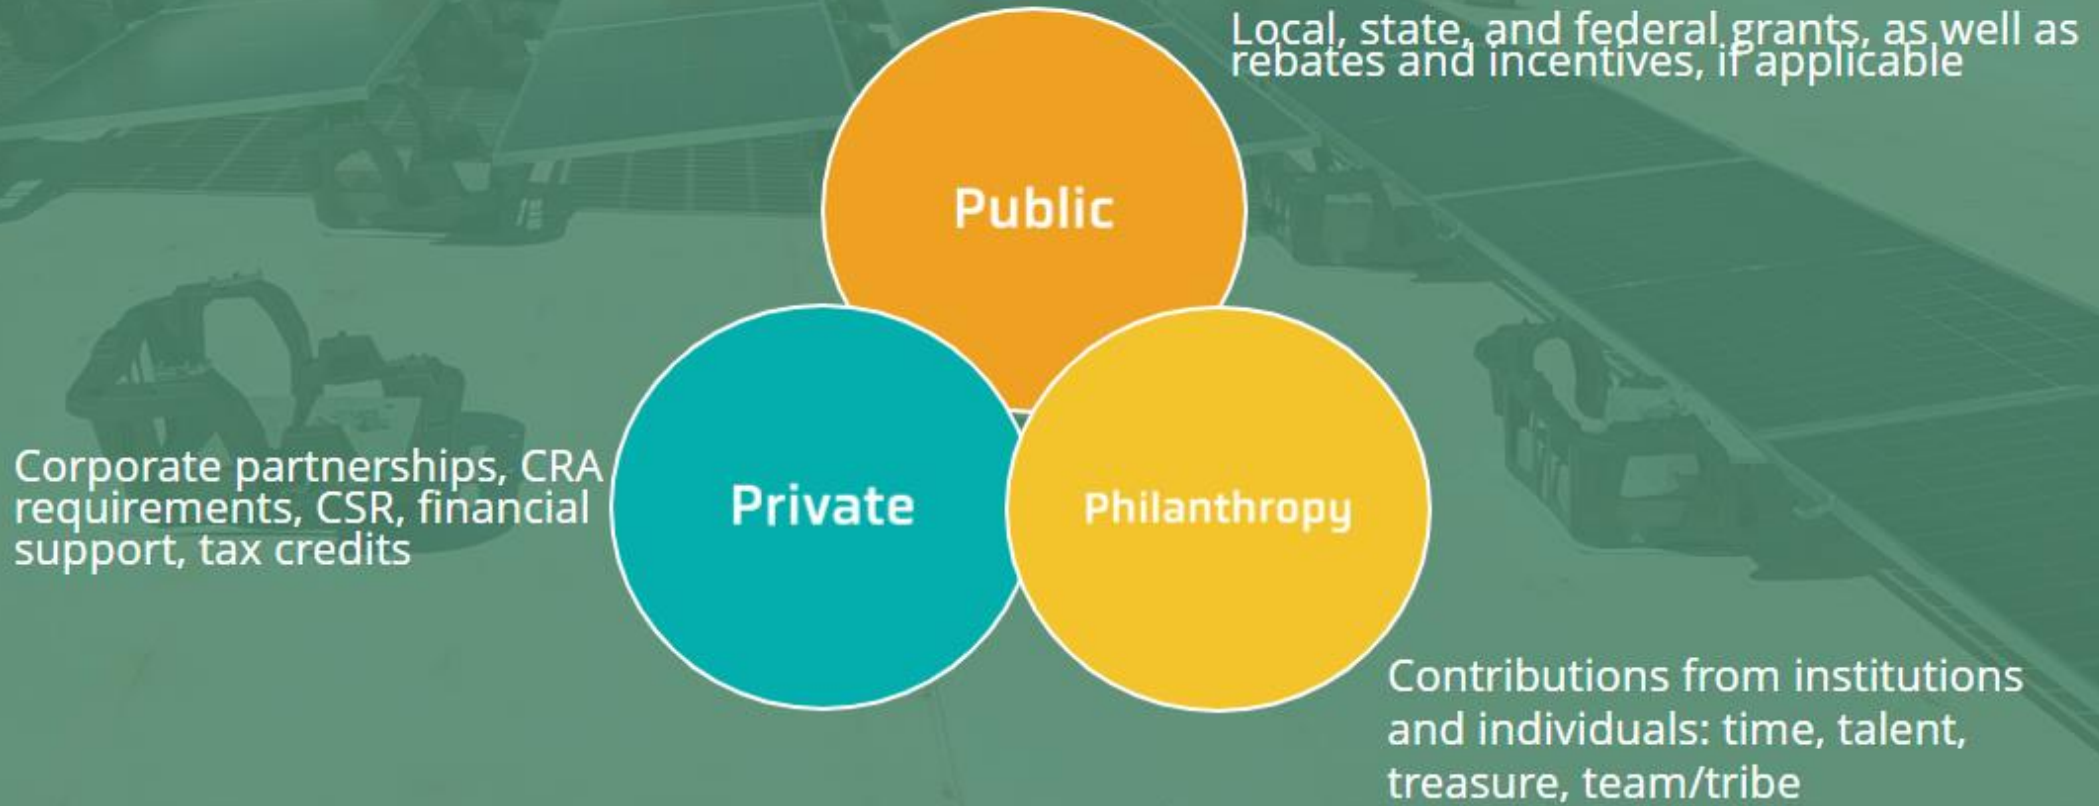 Local, state, and federal grants, as well as
rebates and incentives, if applicable
Public
Corporate partnerships, CRA
requirements, CSR, financial
support, tax credits
Private
Philanthropy
Contributions from institutions
and individuals: time, talent,
treasure, team/tribe